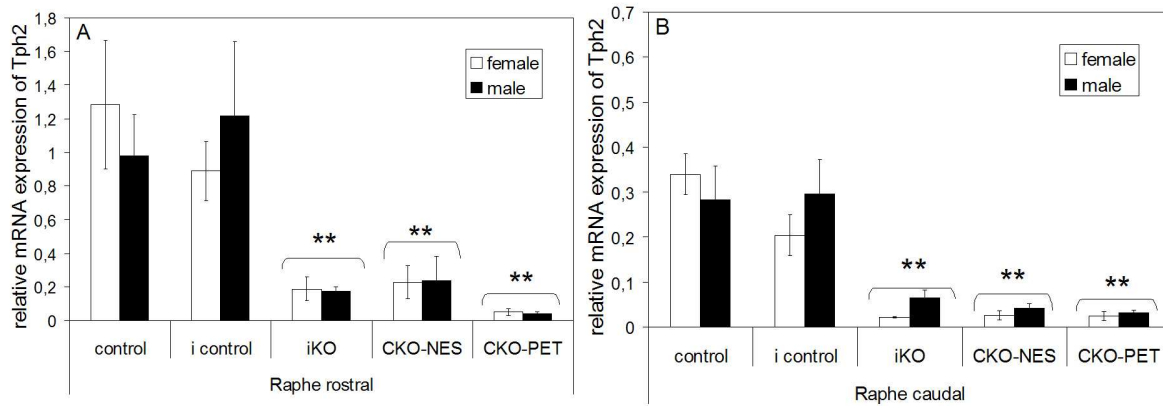 A
relative mRNA expression of Tph2
1,8
1,6
1,4
1,2
1
0,8
0,6
0,4
0,2
0
female
male
**
**
**
control i control iKO CKO-NES CKO-PET
Raphe rostral
B
relative mRNA expression of Tph2
0,7
0,6
0,5
0,4
0,3
0,2
0,1
0
female
male
**
**
**
control i control iKO CKO-NES CKO-PET
Raphe caudal